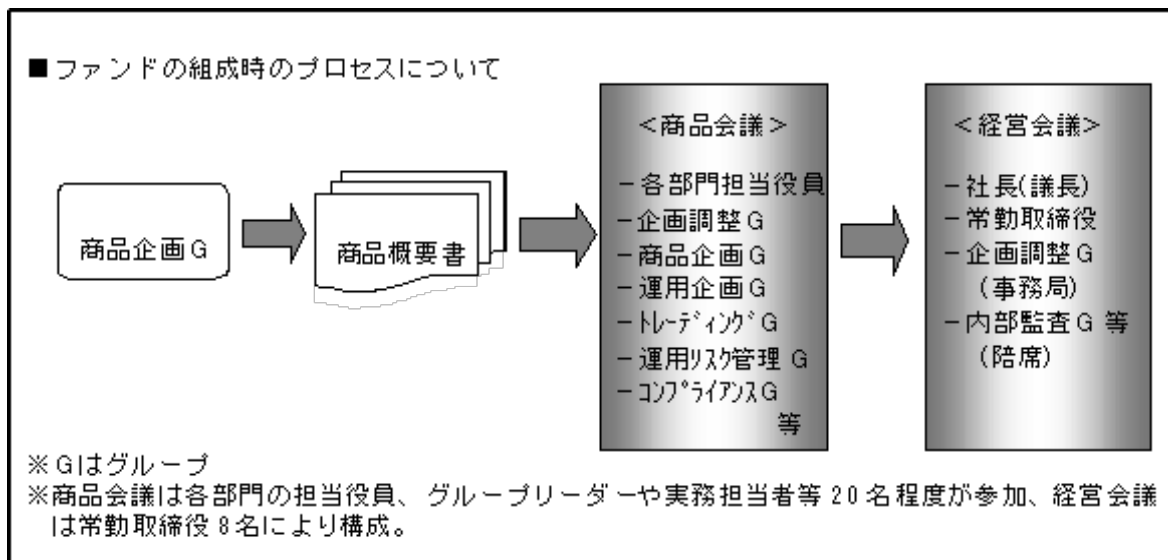 ■ファンドの組成時のプロセスについて
商品企画G
商品概要書
＜商品会議＞
－各部門担当役員
－企画調整G
－商品企画G
－運用企画G
－ﾄﾚｰﾃﾞｨﾝｸﾞG
－運用ﾘｽｸ管理G
－ｺﾝﾌﾟﾗｲｱﾝｽG
等
＜経営会議＞
－社長(議長)
－常勤取締役
－企画調整G
(事務局)
－内部監査G 等
(陪席)
※Gはグループ
※商品会議は各部門の担当役員、グループリーダーや実務担当者等20名程度が参加、経営会議
は常勤取締役8名により構成。